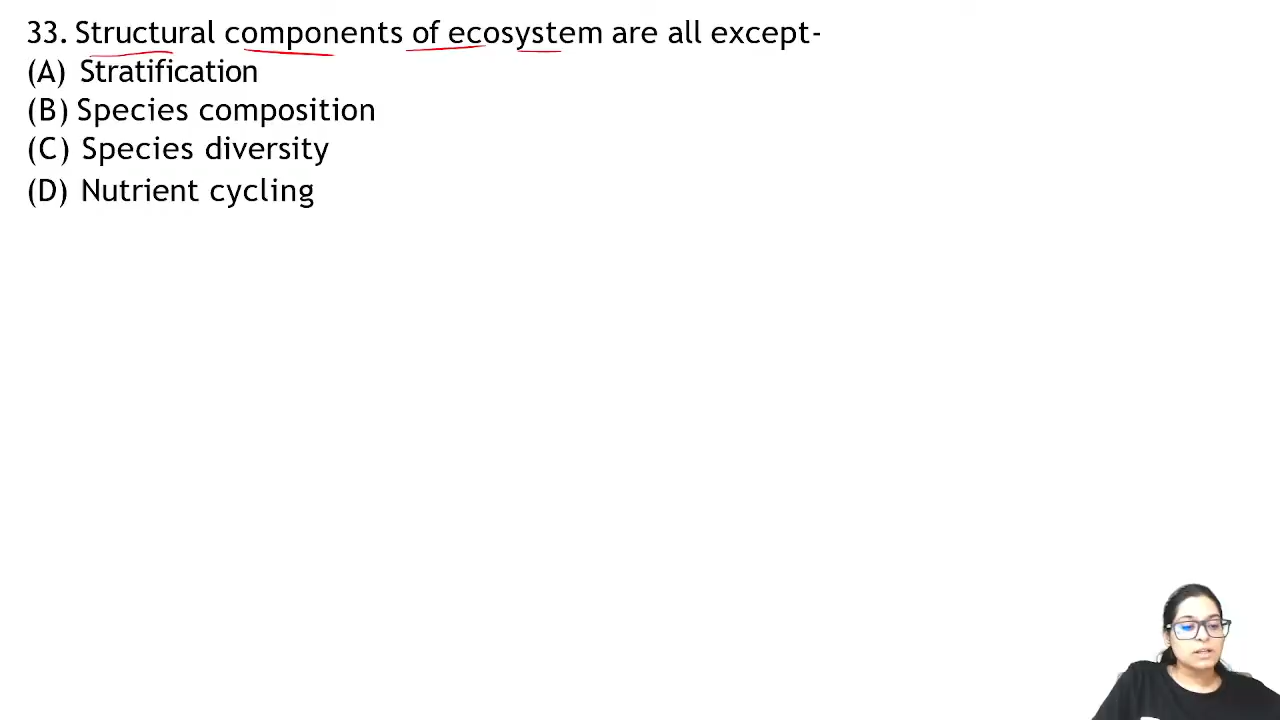 33. Structural components of ecosystem are all except-
(A) Stratification
(B) Species composition
(C) Species diversity
(D) Nutrient cycling